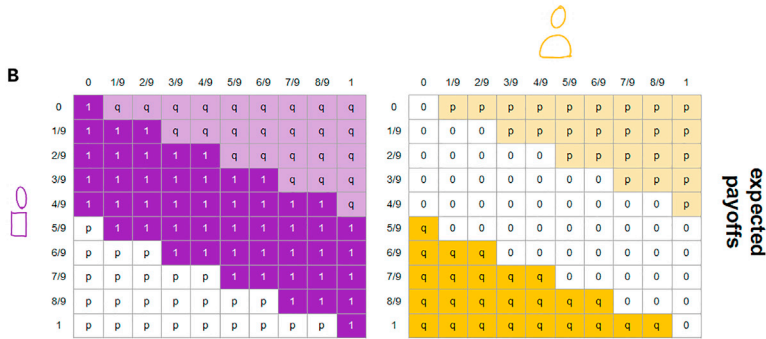 B
0 1/9 2/9 3/9 4/9 5/9 6/9 7/9 8/9 1 0 1/9 2/9 3/9 4/9 5/9 6/9 7/9 8/9 1
0 1 q q q q q q q q q 0 0 p p p p p p p p p
1/9 1 1 1 q q q q q q q 1/9 0 0 0 p p p p p p p
2/9 1 1 1 1 1 q q q q q 2/9 0 0 0 0 0 p p p p p
3/9 1 1 1 1 1 1 1 q q q 3/9 0 0 0 0 0 0 0 p p p
4/9 1 1 1 1 1 1 1 1 1 q 4/9 0 0 0 0 0 0 0 0 0 p
5/9 p 1 1 1 1 1 1 1 1 1 5/9 q 0 0 0 0 0 0 0 0 0
6/9 p p p 1 1 1 1 1 1 1 6/9 q q q 0 0 0 0 0 0 0
7/9 p p p p p 1 1 1 1 1 7/9 q q q q q 0 0 0 0 0
8/9 p p p p p p p 1 1 1 8/9 q q q q q q q 0 0 0
1 p p p p p p p p p 1 1 q q q q q q q q q 0
expected
payoffs